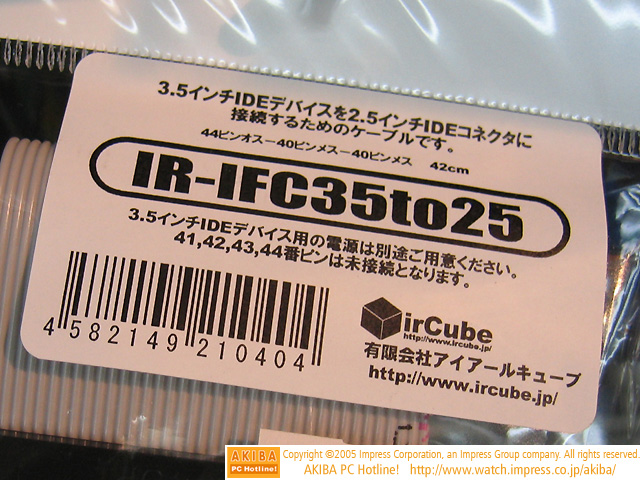 3.5インチIDEデバイスを2.5インチIDEコネクタに
接続するためのケーブルです。
44ピンオス－40ピンメス－40ピンメス 42cm
IR-IFC35to25
3.5インチIDEデバイス用の電源は別途ご用意ください。
41,42,43,44番ピンは未接続となります。
4 582149 210404
irCube
http://www.ircube.jp/
有限会社アイアールキューブ
http://www.ircube.jp/
AKIBA
PC Hotline!
Copyright ©2005 Impress Corporation, an Impress Group company. All rights reserved.
AKIBA PC Hotline! http://www.watch.impress.co.jp/akiba/